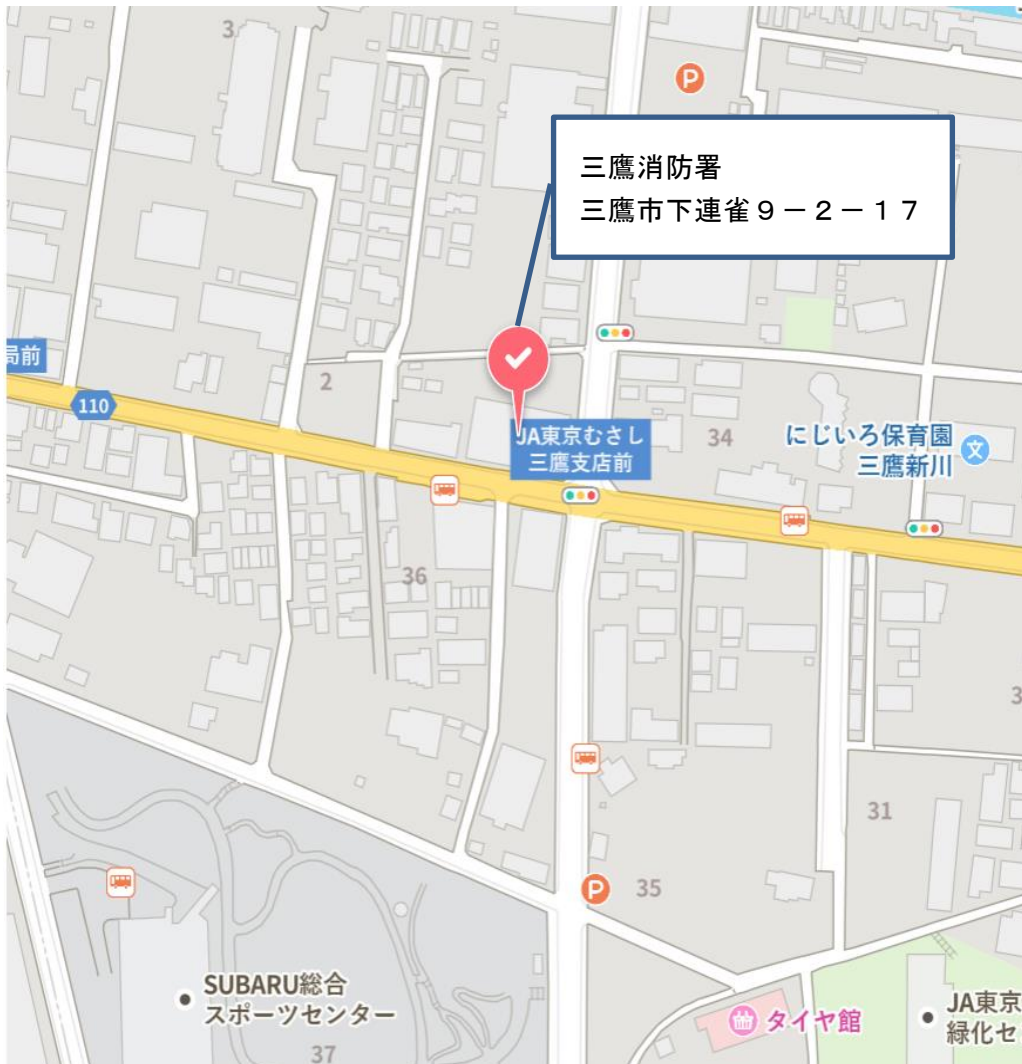 3
P
三鷹消防署
三鷹市下連雀９－２－１７
局前
2
110
JA東京むさし
三鷹支店前
34
にじいろ保育園
三鷹新川
文
36
3
31
P
35
SUBARU総合
スポーツセンター
タイヤ館
JA東京
緑化セ
37